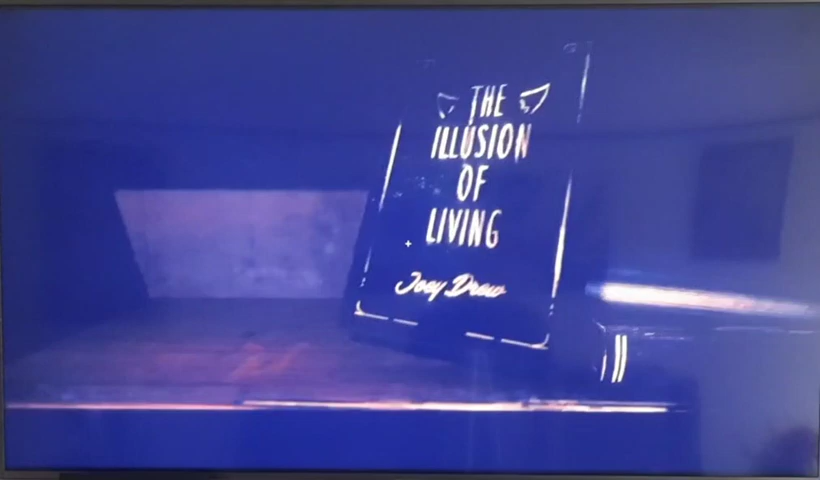 THE
ILLUSION
OF
LIVING
Joey Drew